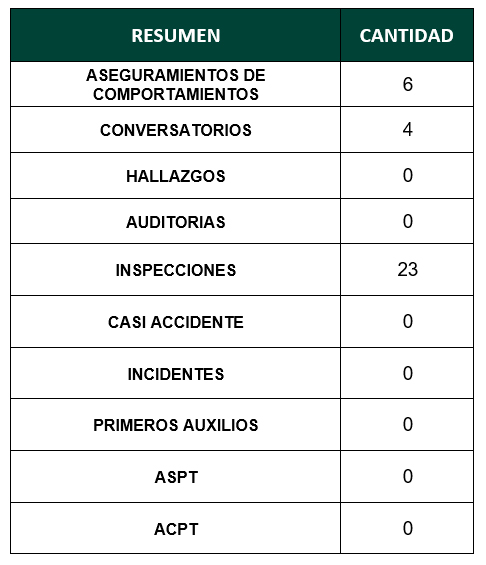 RESUMEN CANTIDAD
ASEGURAMIENTOS DE
COMPORTAMIENTOS 6
CONVERSATORIOS 4
HALLAZGOS 0
AUDITORIAS 0
INSPECCIONES 23
CASI ACCIDENTE 0
INCIDENTES 0
PRIMEROS AUXILIOS 0
ASPT 0
ACPT 0